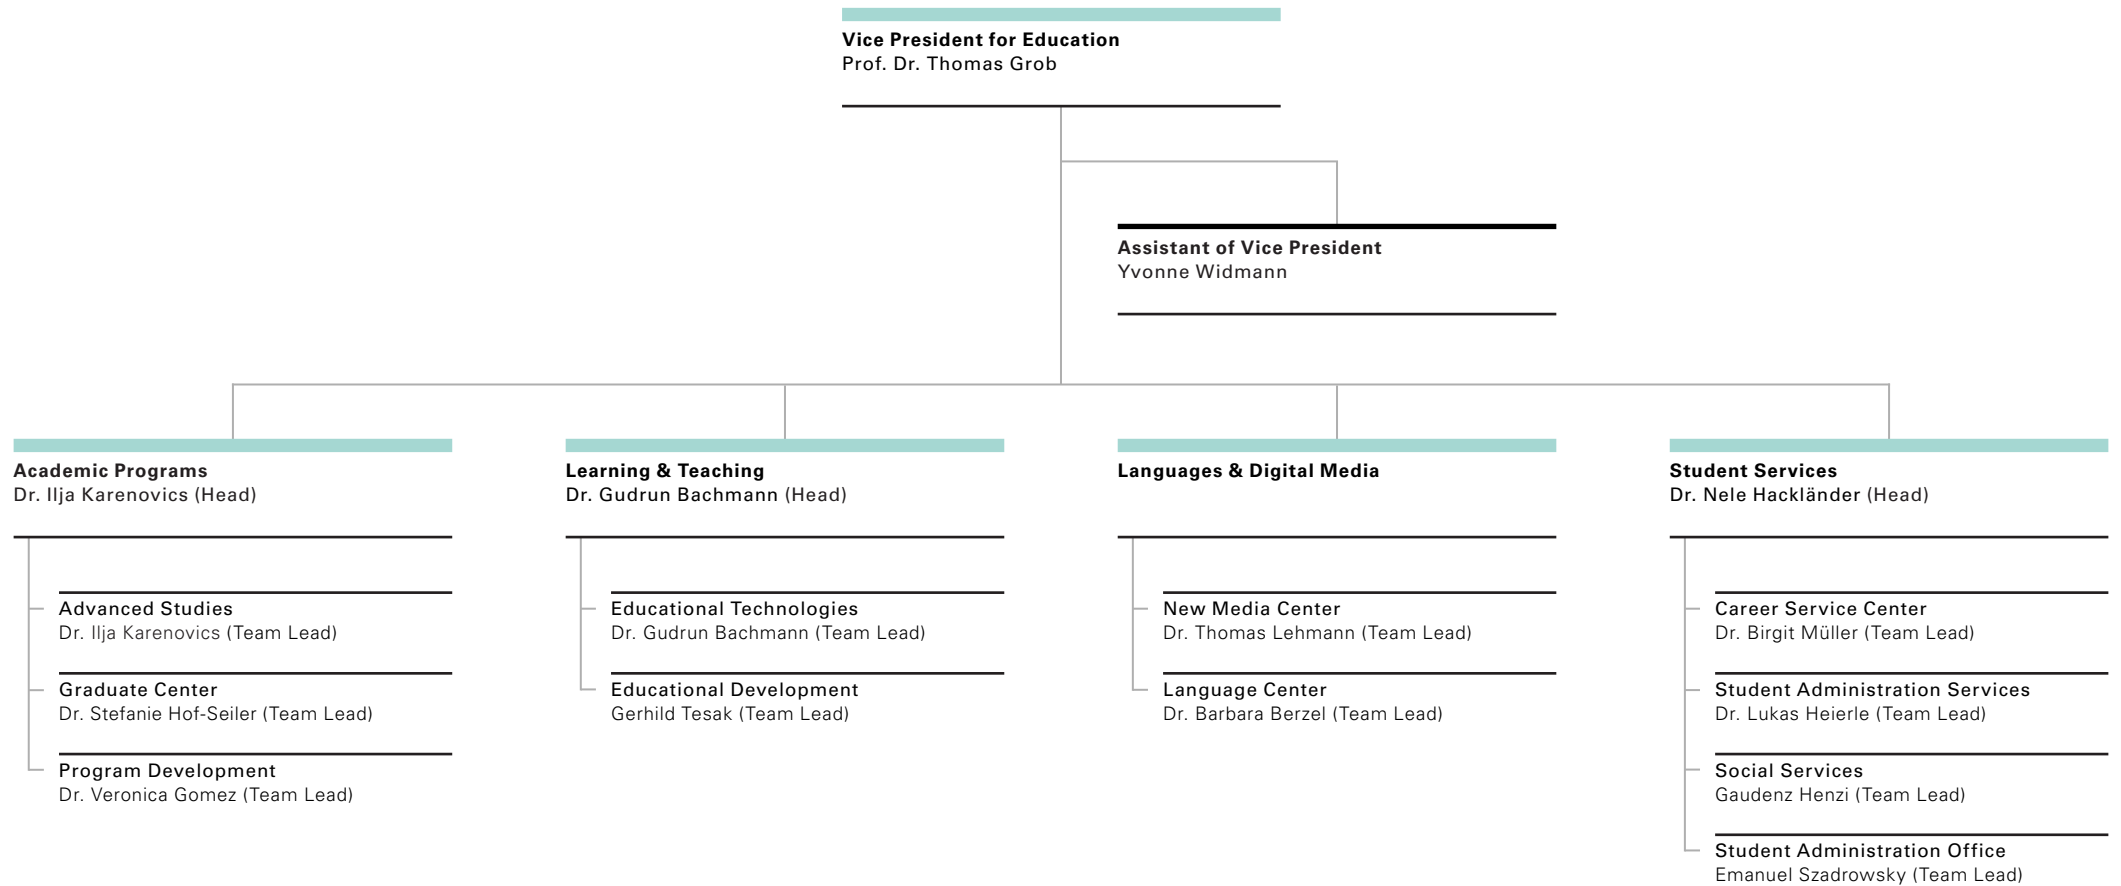 Vice President for Education
Prof. Dr. Thomas Grob
Assistant of Vice President
Yvonne Widmann
Academic Programs
Dr. Ilja Karenovics (Head)
Advanced Studies
Dr. Ilja Karenovics (Team Lead)
Graduate Center
Dr. Stefanie Hof-Seiler (Team Lead)
Program Development
Dr. Veronica Gomez (Team Lead)
Learning & Teaching
Dr. Gudrun Bachmann (Head)
Educational Technologies
Dr. Gudrun Bachmann (Team Lead)
Educational Development
Gerhild Tesak (Team Lead)
Languages & Digital Media
New Media Center
Dr. Thomas Lehmann (Team Lead)
Language Center
Dr. Barbara Berzel (Team Lead)
Student Services
Dr. Nele Hackländer (Head)
Career Service Center
Dr. Birgit Müller (Team Lead)
Student Administration Services
Dr. Lukas Heierle (Team Lead)
Social Services
Gaudenz Henzi (Team Lead)
Student Administration Office
Emanuel Szadrowsky (Team Lead)